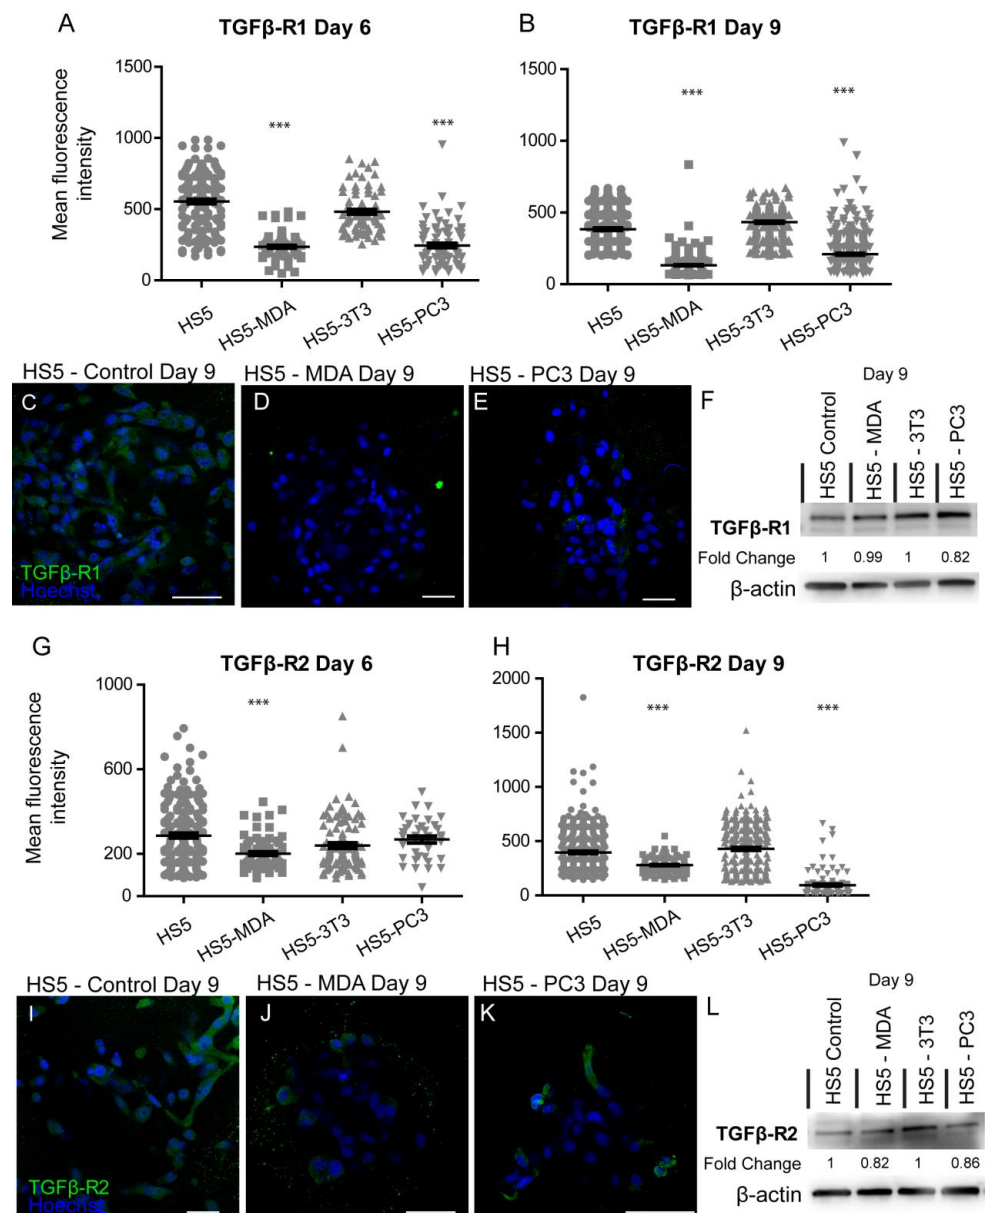 A
TGFβ-R1 Day 6
Mean fluorescence
intensity
1500
1000
500
0
***
***
HS5
HS5-MDA
HS5-3T3
HS5-PC3
B
TGFβ-R1 Day 9
1500
1000
500
0
***
***
HS5
HS5-MDA
HS5-3T3
HS5-PC3
HS5 - Control Day 9
C
TGFβ-R1
Hoechst
HS5 - MDA Day 9
D
HS5 - PC3 Day 9
E
F
Day 9
HS5 Control
HS5 - MDA
HS5 - 3T3
HS5 - PC3
TGFβ-R1
Fold Change 1 0.99 1 0.82
β-actin
G
TGFβ-R2 Day 6
Mean fluorescence
intensity
1000
600
200
0
***
HS5
HS5-MDA
HS5-3T3
HS5-PC3
H
TGFβ-R2 Day 9
2000
1500
1000
500
0
***
***
HS5
HS5-MDA
HS5-3T3
HS5-PC3
HS5 - Control Day 9
I
TGFβ-R2
Hoechst
HS5 - MDA Day 9
J
HS5 - PC3 Day 9
K
L
Day 9
HS5 Control
HS5 - MDA
HS5 - 3T3
HS5 - PC3
TGFβ-R2
Fold Change 1 0.82 1 0.86
β-actin